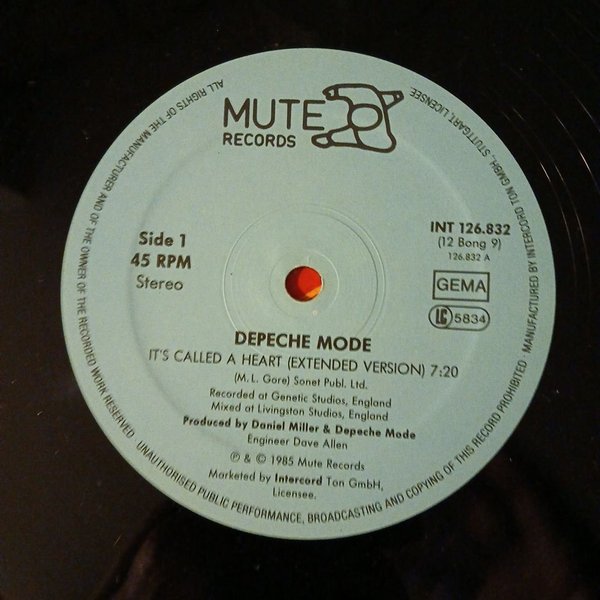 MUTE
RECORDS
Side 1
45 RPM
Stereo
INT 126.832
(12 Bong 9)
126.832 A
GEMA
LC 5834
DEPECHE MODE
IT'S CALLED A HEART (EXTENDED VERSION) 7:20
(M. L. Gore) Sonet Publ. Ltd.
Recorded at Genetic Studios, England
Mixed at Livingston Studios, England
Produced by Daniel Miller & Depeche Mode
Engineer Dave Allen
℗ & © 1985 Mute Records
Marketed by Intercord Ton GmbH,
Licensee.
ALL RIGHTS OF THE MANUFACTURER AND OF THE OWNER OF THE RECORDED WORK RESERVED · UNAUTHORISED PUBLIC PERFORMANCE, BROADCASTING AND COPYING OF THIS RECORD PROHIBITED · MANUFACTURED BY INTERCORD TON GMBH, STUTTGART, LICENSEE